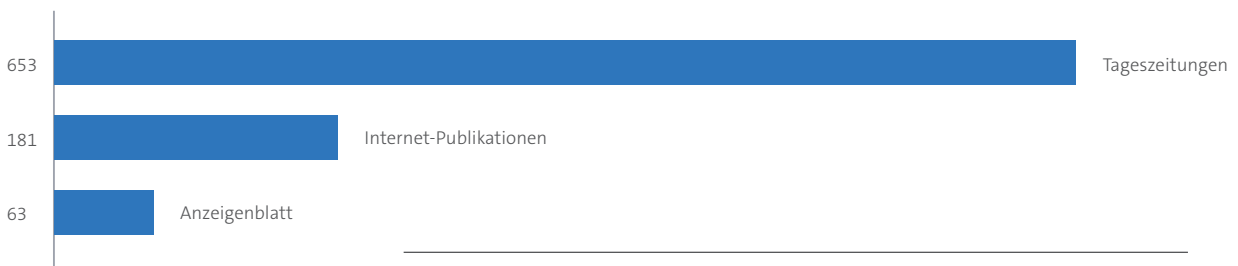 653 Tageszeitungen
181 Internet-Publikationen
63 Anzeigenblatt